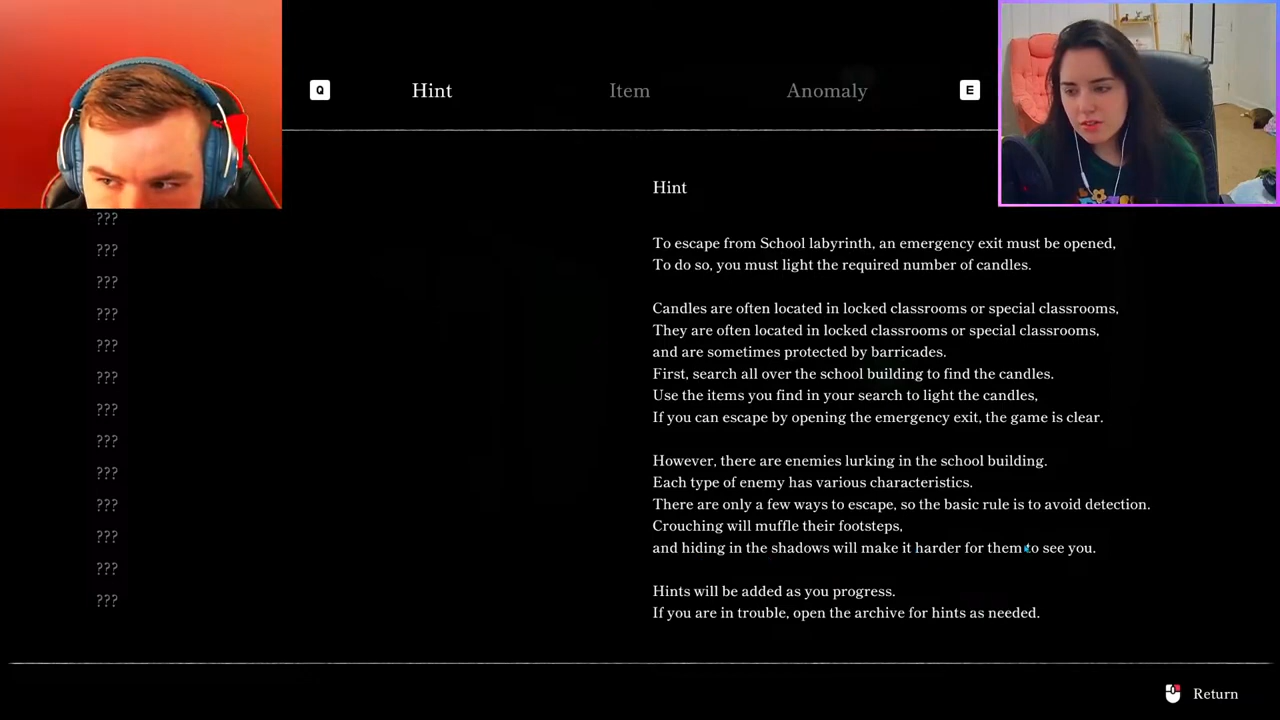 Q Hint Item Anomaly E
Hint
To escape from School labyrinth, an emergency exit must be opened,
To do so, you must light the required number of candles.
Candles are often located in locked classrooms or special classrooms,
They are often located in locked classrooms or special classrooms,
and are sometimes protected by barricades.
First, search all over the school building to find the candles.
Use the items you find in your search to light the candles,
If you can escape by opening the emergency exit, the game is clear.
However, there are enemies lurking in the school building.
Each type of enemy has various characteristics.
There are only a few ways to escape, so the basic rule is to avoid detection.
Crouching will muffle their footsteps,
and hiding in the shadows will make it harder for them to see you.
Hints will be added as you progress.
If you are in trouble, open the archive for hints as needed.
???
???
???
???
???
???
???
???
???
???
???
???
???
Return